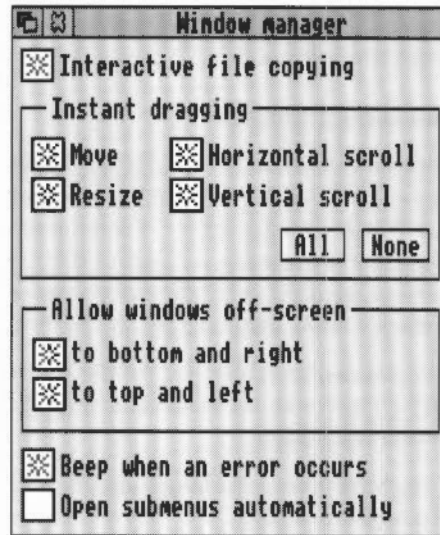 Window manager
Interactive file copying
Instant dragging
Move Horizontal scroll
Resize Vertical scroll
All None
Allow windows off-screen
to bottom and right
to top and left
Beep when an error occurs
Open submenus automatically